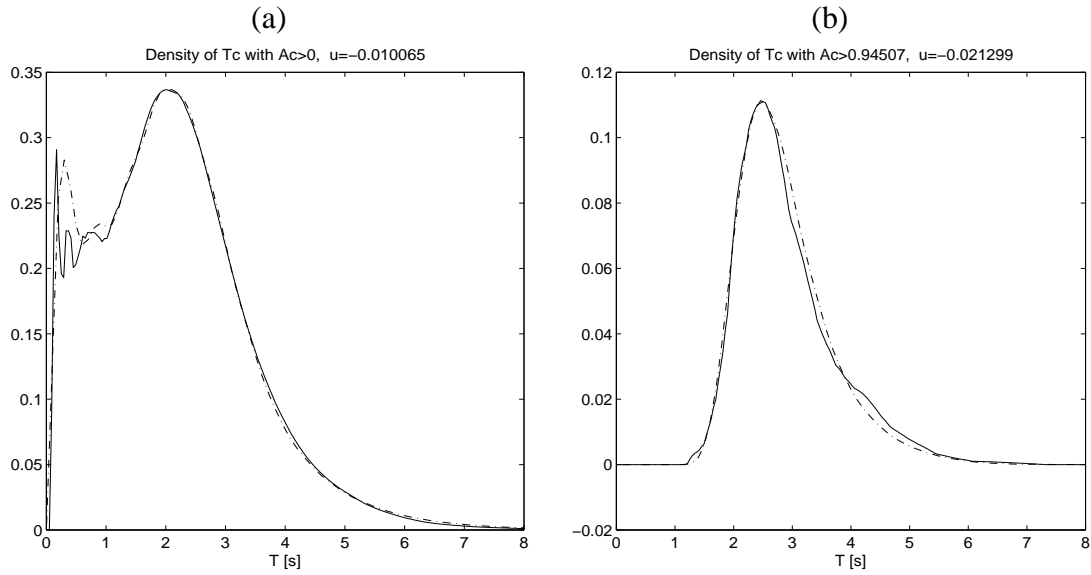 (a)
Density of Tc with Ac>0, u=−0.010065
0.35
0.3
0.25
0.2
0.15
0.1
0.05
0
0 1 2 3 4 5 6 7 8
T [s]
(b)
Density of Tc with Ac>0.94507, u=−0.021299
0.12
0.1
0.08
0.06
0.04
0.02
0
−0.02
0 1 2 3 4 5 6 7 8
T [s]